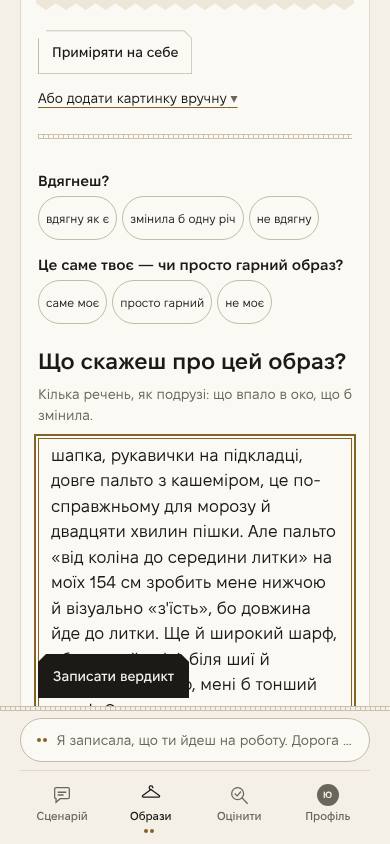 Приміряти на себе
Або додати картинку вручну ▾
Вдягнеш?
вдягну як є
змінила б одну річ
не вдягну
Це саме твоє — чи просто гарний образ?
саме моє
просто гарний
не моє
Що скажеш про цей образ?
Кілька речень, як подрузі: що впало в око, що б
змінила.
шапка, рукавички на підкладці,
довге пальто з кашеміром, це по-
справжньому для морозу й
двадцяти хвилин пішки. Але пальто
«від коліна до середини литки» на
моїх 154 см зробить мене нижчою
й візуально «з'їсть», бо довжина
йде до литки. Ще й широкий шарф,
біля шиї й
мені б тонший
Записати вердикт
Я записала, що ти йдеш на роботу. Дорога ...
Сценарій
Образи
Оцінити
Ю
Профіль